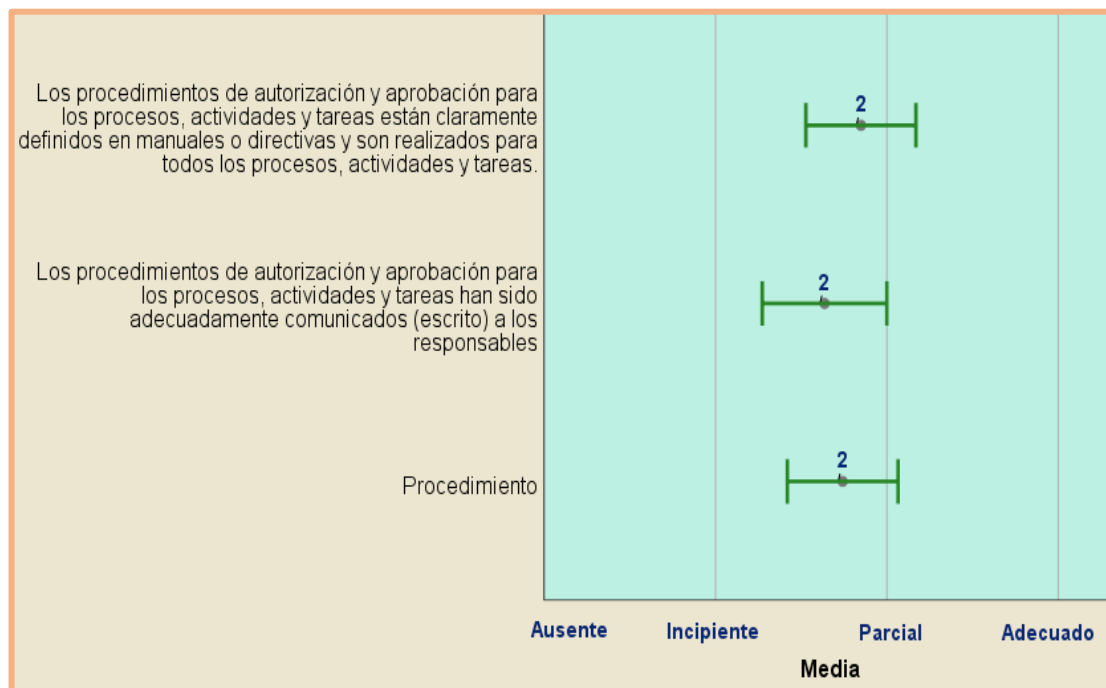 Los procedimientos de autorización y aprobación para
los procesos, actividades y tareas están claramente
definidos en manuales o directivas y son realizados para
todos los procesos, actividades y tareas.
2
Los procedimientos de autorización y aprobación para
los procesos, actividades y tareas han sido
adecuadamente comunicados (escrito) a los
responsables
2
Procedimiento
2
Ausente Incipiente Parcial Adecuado
Media